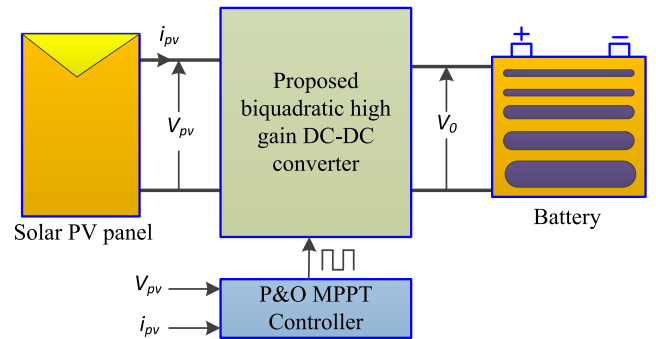 i_pv
V_pv
Solar PV panel
Proposed
biquadratic high
gain DC-DC
converter
V_0
+ −
Battery
V_pv
i_pv
P&O MPPT
Controller